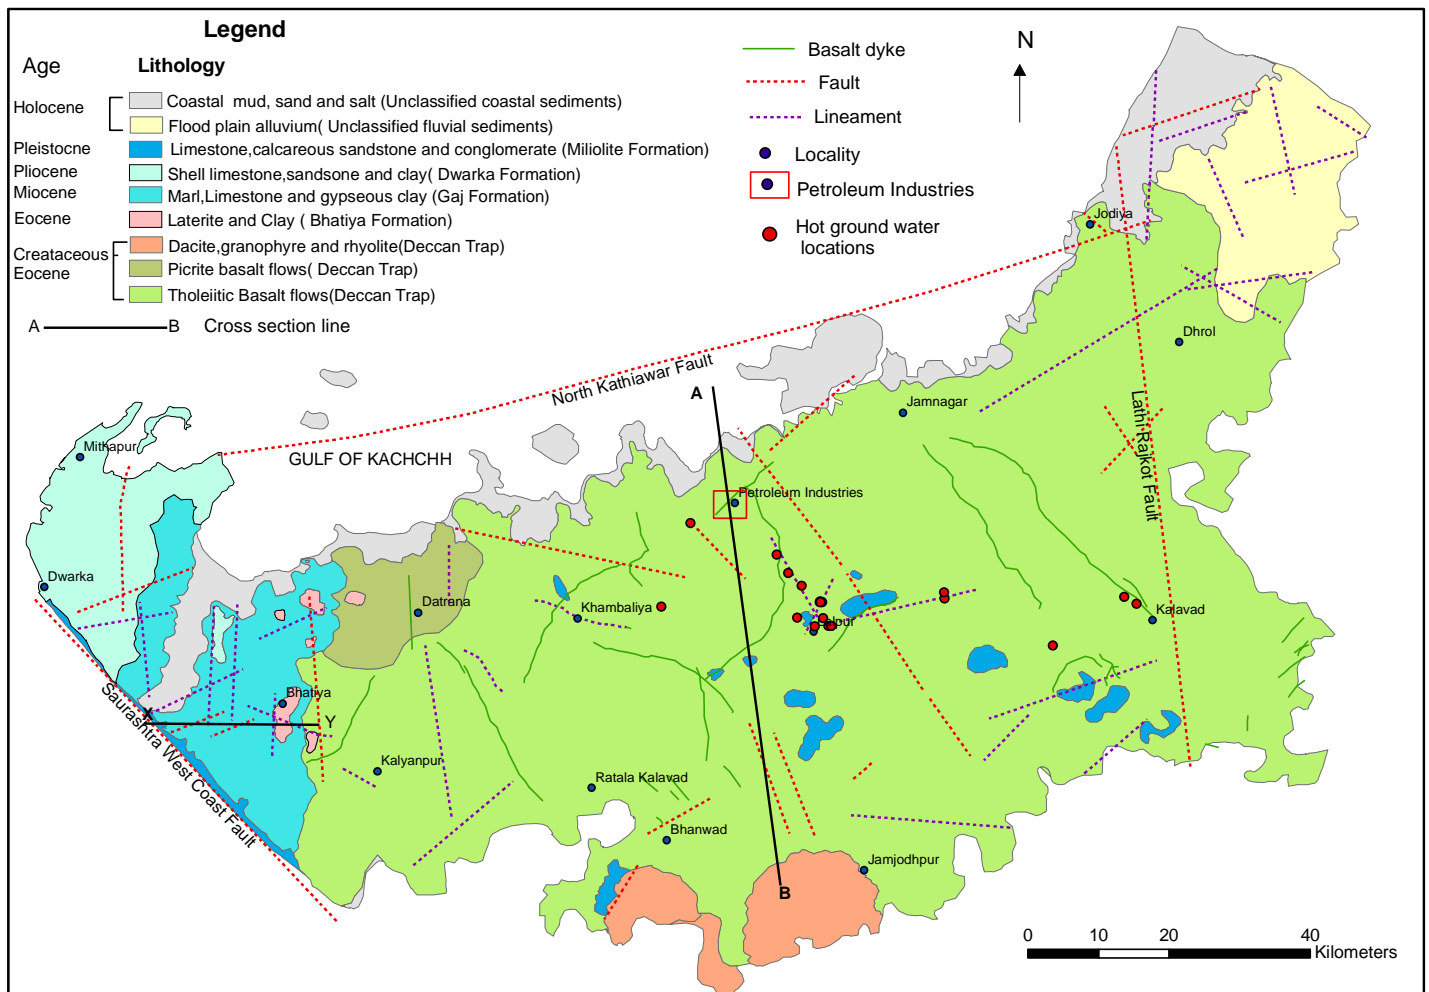 Legend
Age
Lithology
Holocene
Coastal mud, sand and salt (Unclassified coastal sediments)
Flood plain alluvium( Unclassified fluvial sediments)
Pleistocne
Limestone,calcareous sandstone and conglomerate (Miliolite Formation)
Pliocene
Shell limestone,sandsone and clay( Dwarka Formation)
Miocene
Marl,Limestone and gypseous clay (Gaj Formation)
Eocene
Laterite and Clay ( Bhatiya Formation)
Creataceous
Eocene
Dacite,granophyre and rhyolite(Deccan Trap)
Picrite basalt flows( Deccan Trap)
Tholeiitic Basalt flows(Deccan Trap)
A
B
Cross section line
Basalt dyke
Fault
Lineament
Locality
Petroleum Industries
Hot ground water
locations
N
Jodiya
Dhrol
North Kathiawar Fault
A
Jamnagar
Lathi Rajkot Fault
Mithapur
GULF OF KACHCHH
Petroleum Industries
Dwarka
Datrana
Khambaliya
Kalavad
Bhatiya
X
Y
Saurashtra West Coast Fault
Kalyanpur
Ratala Kalavad
Bhanwad
Jamjodhpur
B
0
10
20
40
Kilometers